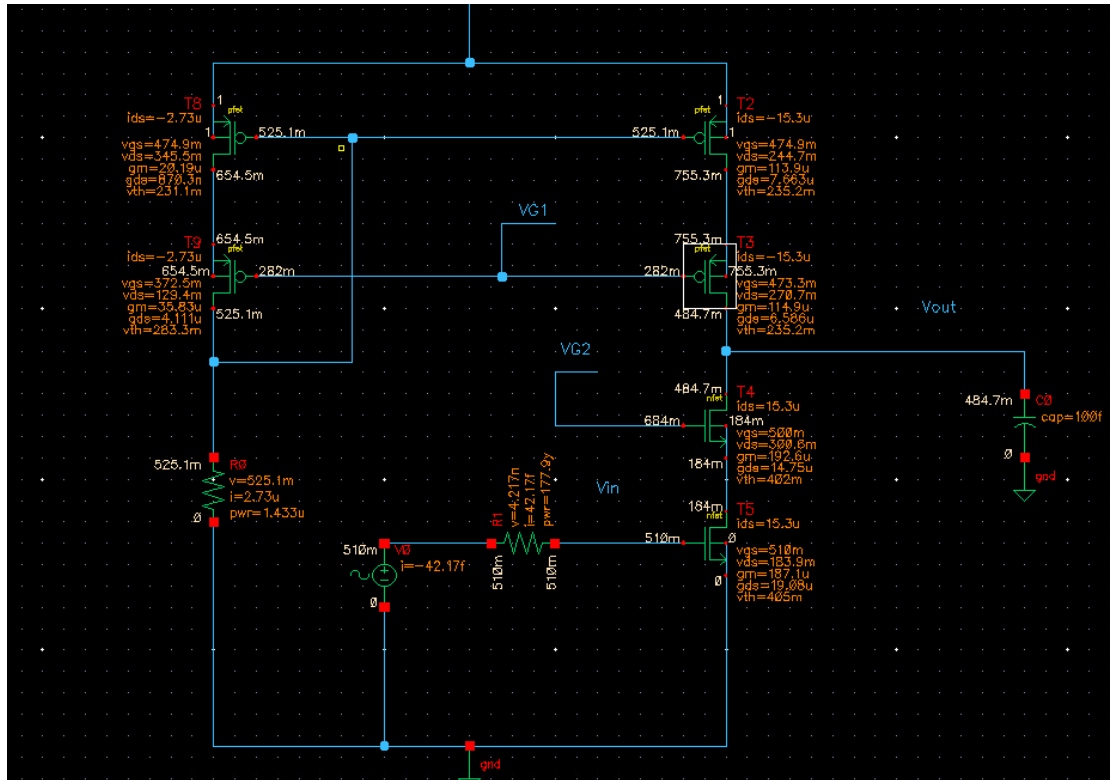 T8
pfet
1
ids=-2.73u
1
525.1m
vgs=474.9m
vds=345.5m
gm=20.19u
gds=870.3n
vth=231.1m
654.5m
T2
pfet
1
ids=-15.3u
525.1m
1
vgs=474.9m
vds=244.7m
gm=113.9u
gds=7.663u
vth=235.2m
755.3m
VG1
T9
654.5m
pfet
ids=-2.73u
654.5m
282m
vgs=372.5m
vds=129.4m
gm=35.83u
gds=4.111u
vth=283.3m
525.1m
755.3m
T3
pfet
ids=-15.3u
282m
755.3m
vgs=473.3m
vds=270.7m
gm=114.9u
gds=6.586u
vth=235.2m
484.7m
Vout
VG2
484.7m
T4
nfet
ids=15.3u
684m
184m
vgs=500m
vds=300.6m
gm=192.6u
gds=14.75u
vth=402m
184m
484.7m
C0
cap=100f
0
gnd
525.1m
R0
v=525.1m
i=2.73u
pwr=1.433u
0
Vin
R1
v=4.217n
i=42.17f
pwr=177.9y
510m
510m
510m
V0
i=-42.17f
0
184m
T5
nfet
ids=15.3u
510m
0
vgs=510m
vds=183.9m
gm=187.1u
gds=19.08u
vth=405m
0
gnd